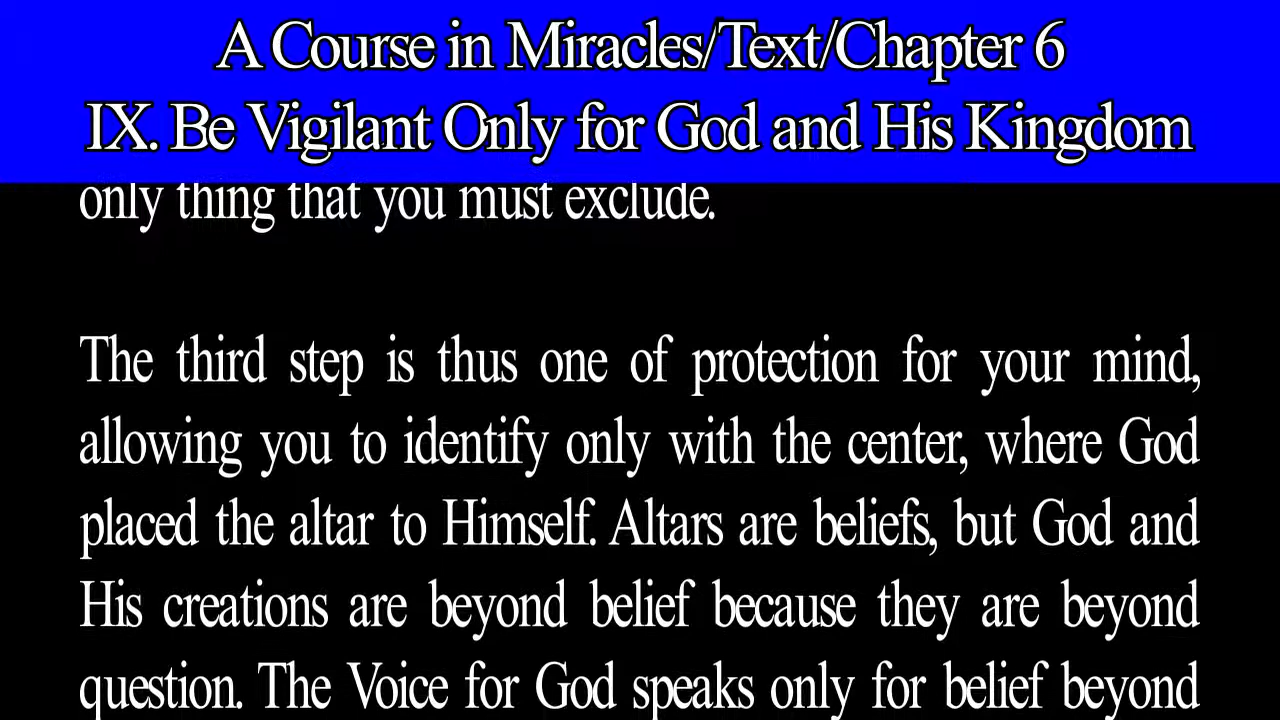 A Course in Miracles/Text/Chapter 6
IX. Be Vigilant Only for God and His Kingdom
only thing that you must exclude.
The third step is thus one of protection for your mind,
allowing you to identify only with the center, where God
placed the altar to Himself. Altars are beliefs, but God and
His creations are beyond belief because they are beyond
question. The Voice for God speaks only for belief beyond